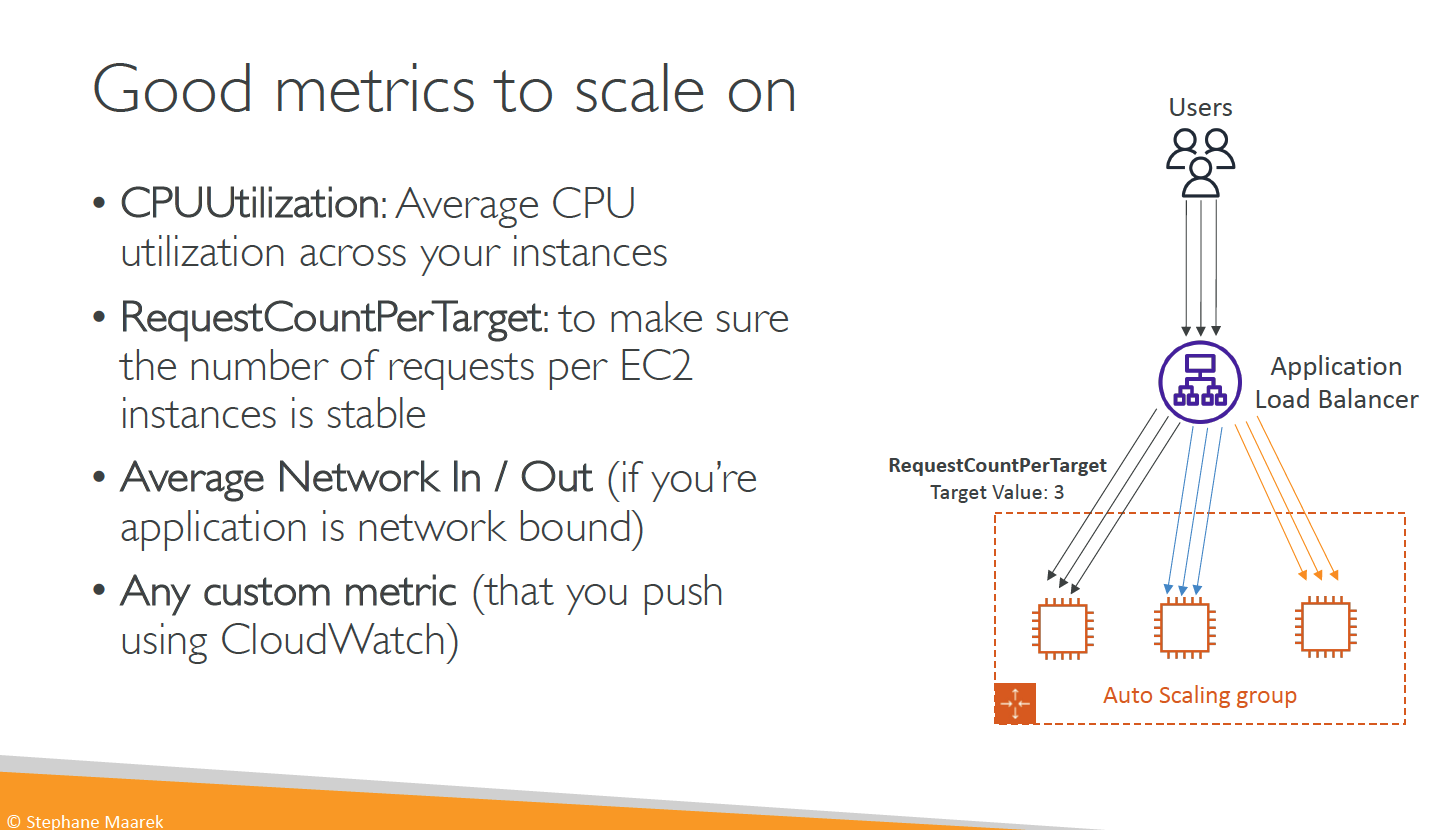 Good metrics to scale on
• CPUUtilization: Average CPU
utilization across your instances
• RequestCountPerTarget: to make sure
the number of requests per EC2
instances is stable
• Average Network In / Out (if you’re
application is network bound)
• Any custom metric (that you push
using CloudWatch)
Users
Application
Load Balancer
RequestCountPerTarget
Target Value: 3
Auto Scaling group
© Stephane Maarek